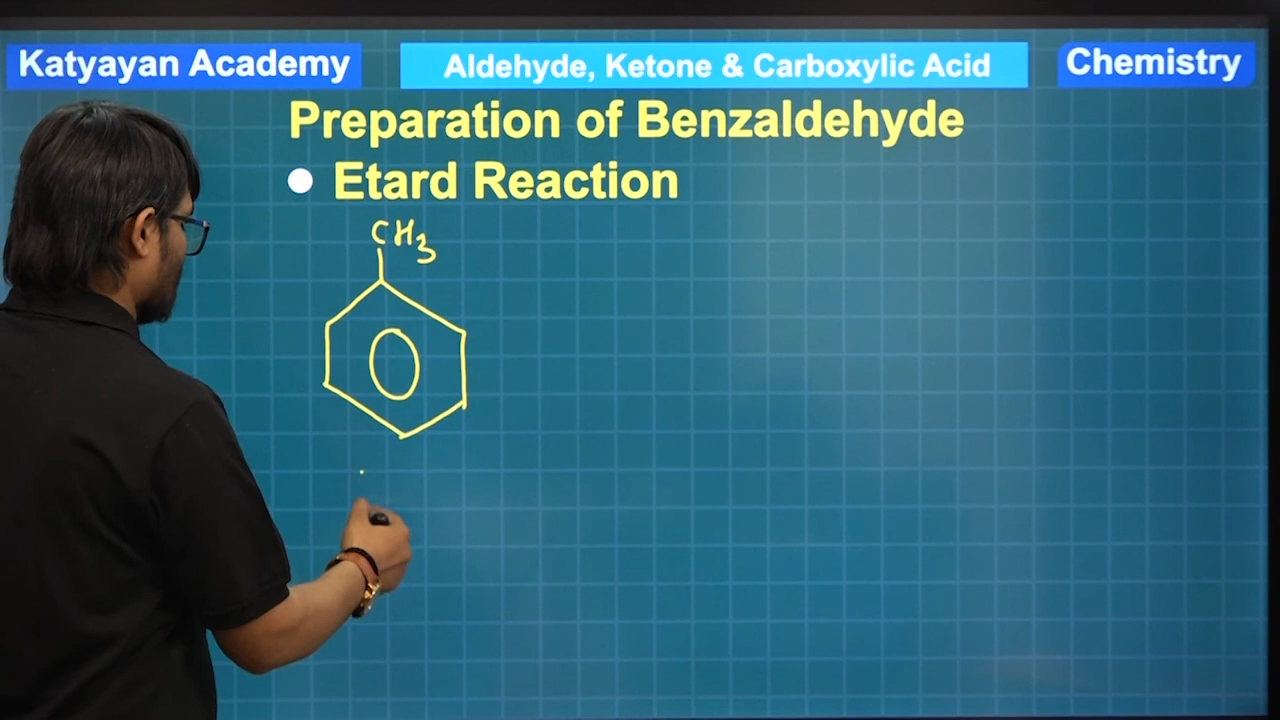 Katyayan Academy
Aldehyde, Ketone & Carboxylic Acid
Chemistry
Preparation of Benzaldehyde
Etard Reaction
CH3